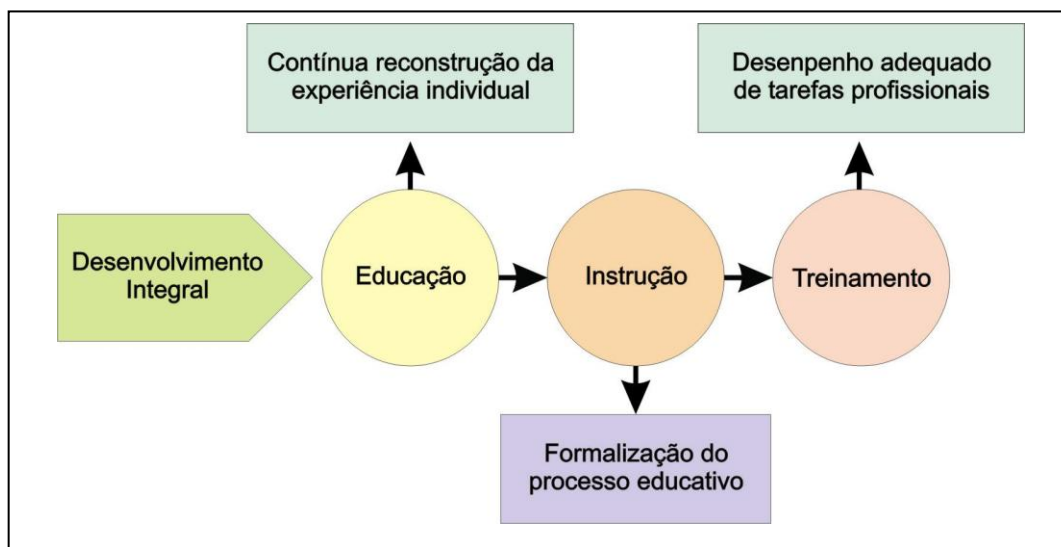 Contínua reconstrução da
experiência individual
Desenpenho adequado
de tarefas profissionais
Desenvolvimento
Integral
Educação
Instrução
Treinamento
Formalização do
processo educativo